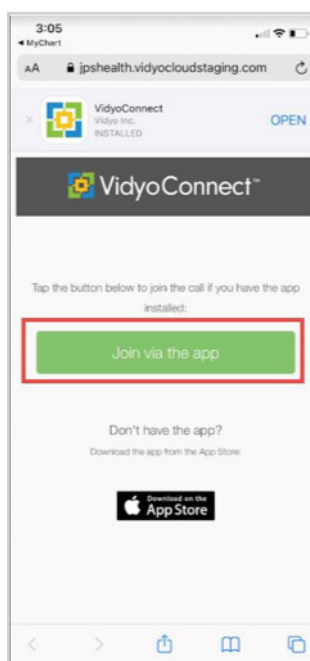 3:05
◀ MyChart
AA jpshealth.vidyocloudstaging.com
VidyoConnect
Vidyo Inc.
INSTALLED
OPEN
VidyoConnect™
Tap the button below to join the call if you have the app
installed:
Join via the app
Don't have the app?
Download the app from the App Store:
Download on the
App Store